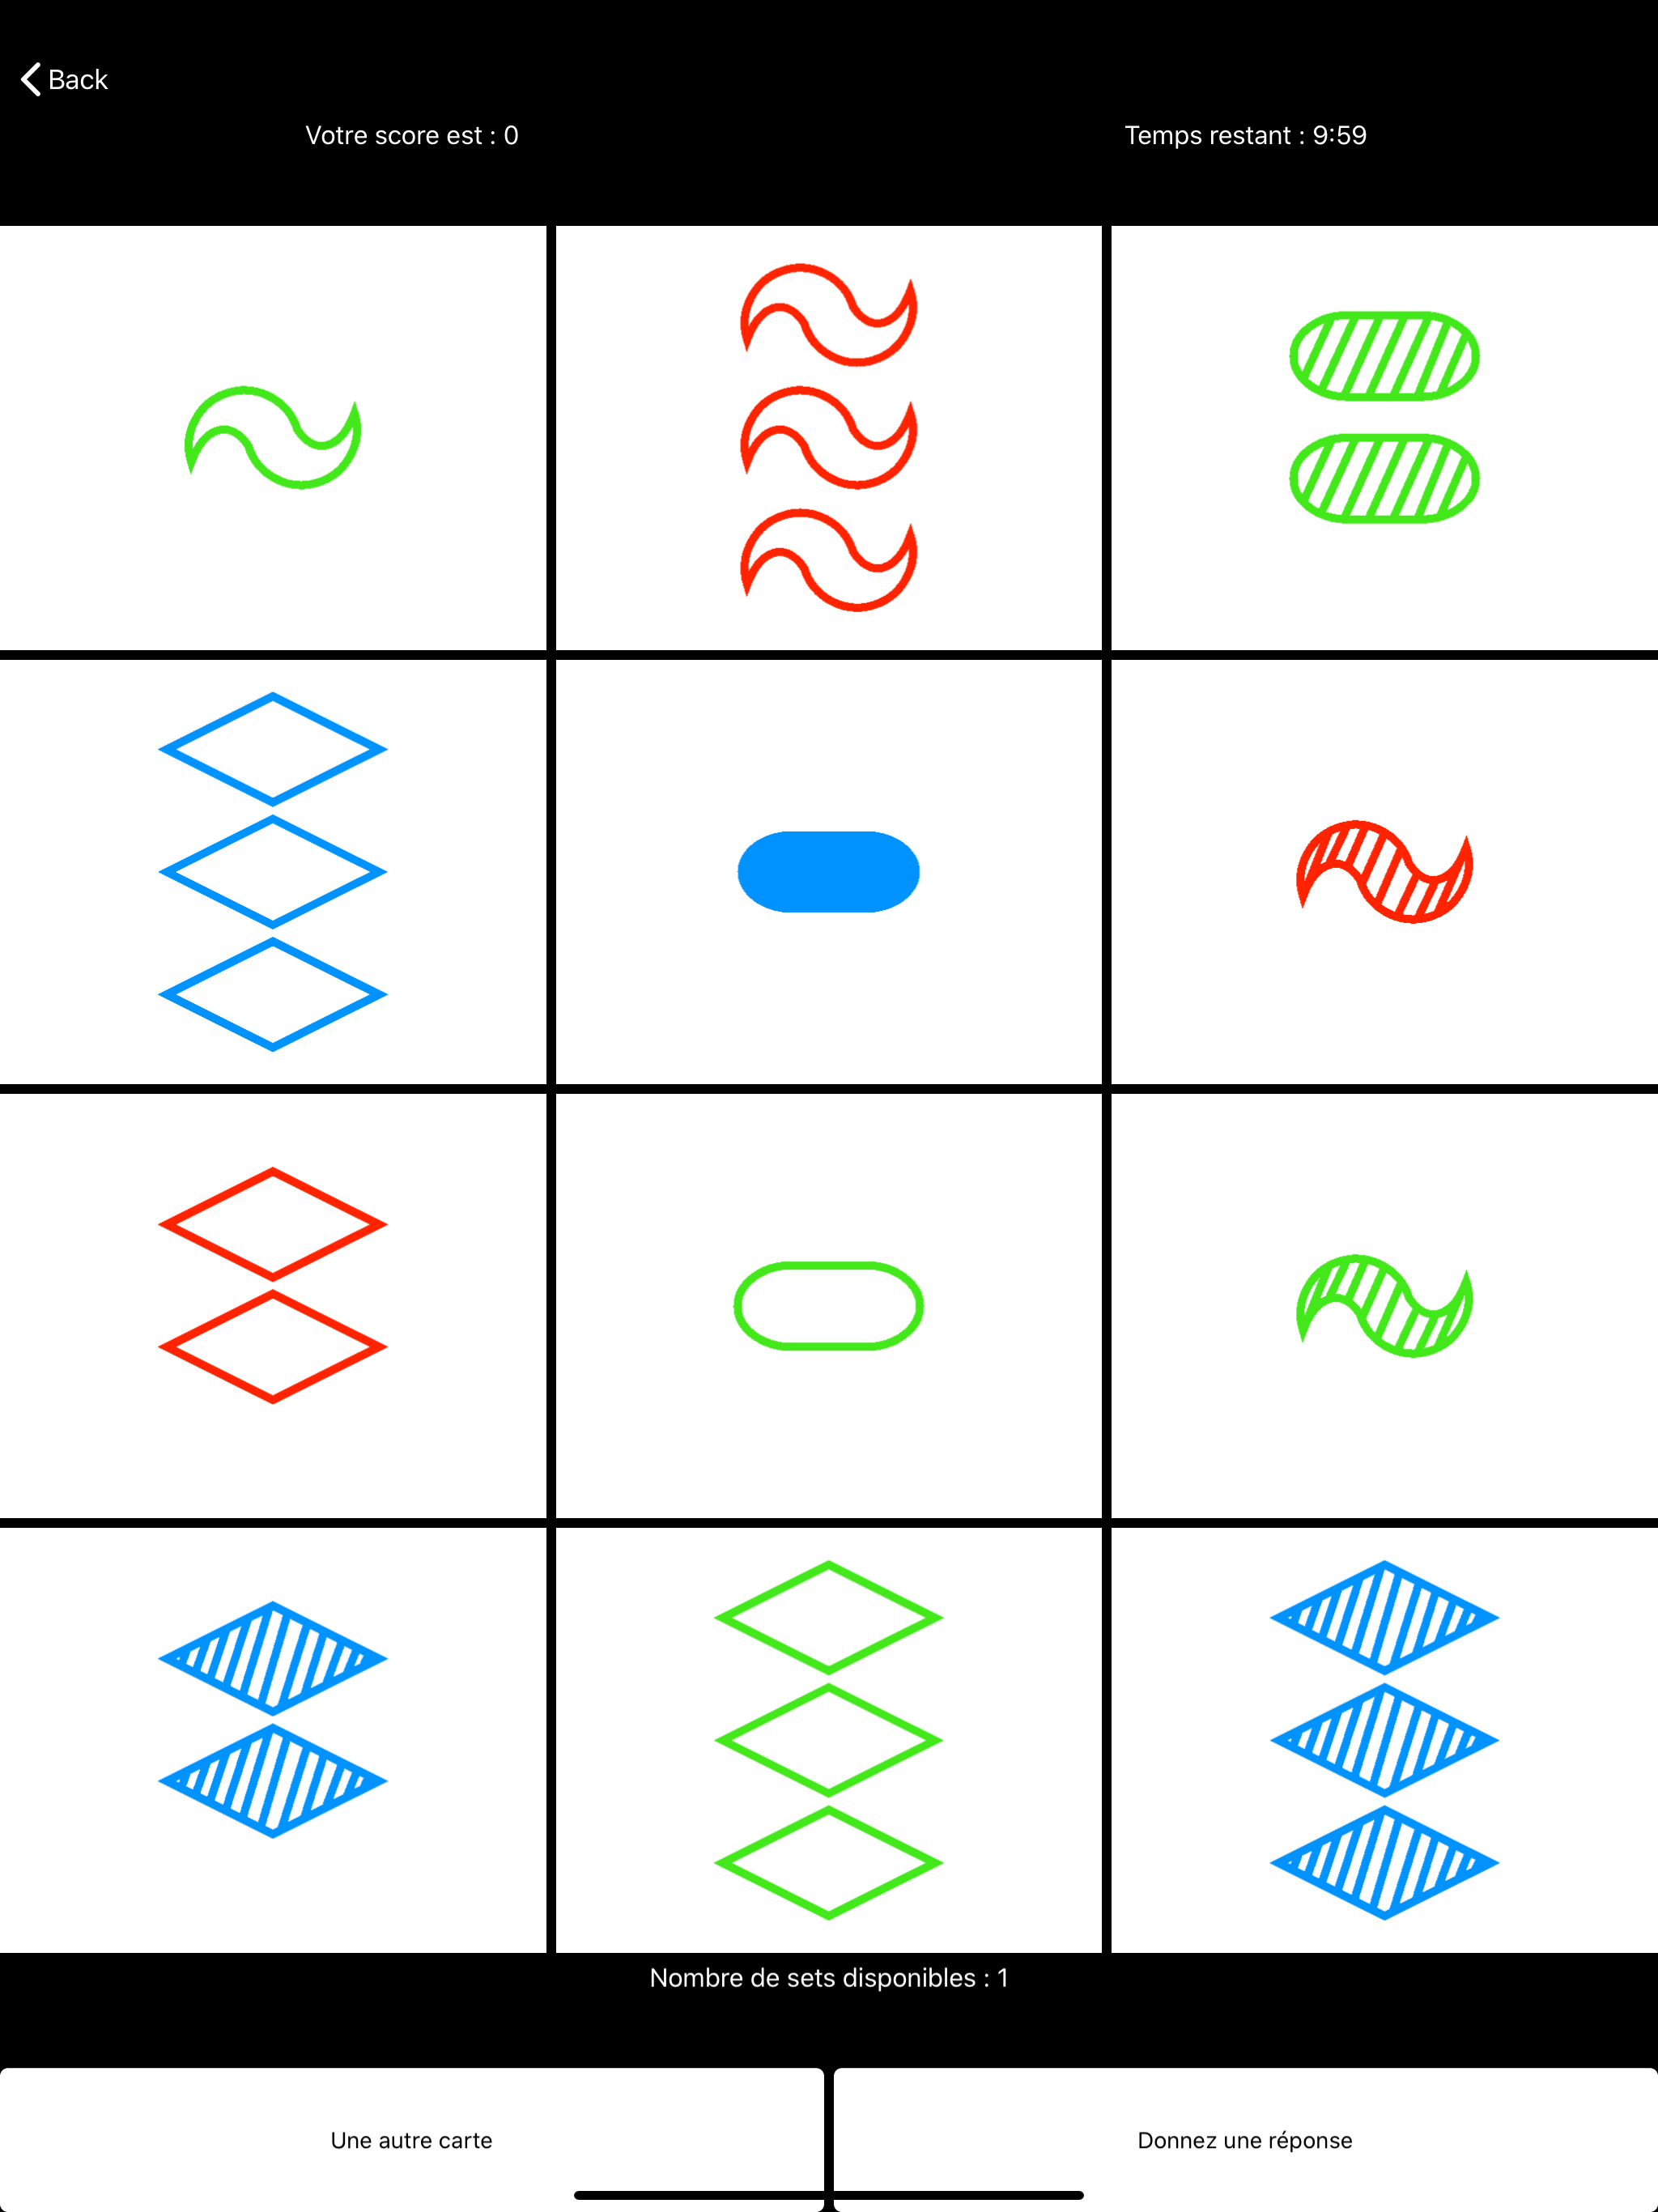 Back
Votre score est : 0
Temps restant : 9:59
Nombre de sets disponibles : 1
Une autre carte
Donnez une réponse